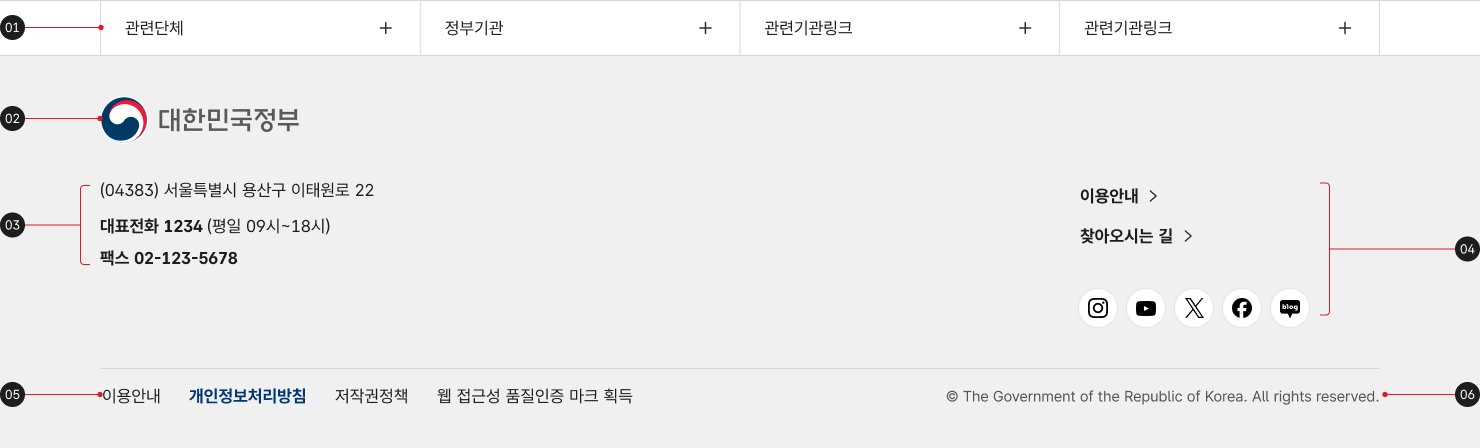 01 관련단체 + 정부기관 + 관련기관링크 + 관련기관링크 +
02 대한민국정부
03
(04383) 서울특별시 용산구 이태원로 22
대표전화 1234 (평일 09시~18시)
팩스 02-123-5678
이용안내 >
찾아오시는 길 >
04
blog
05 이용안내 개인정보처리방침 저작권정책 웹 접근성 품질인증 마크 획득
© The Government of the Republic of Korea. All rights reserved. 06